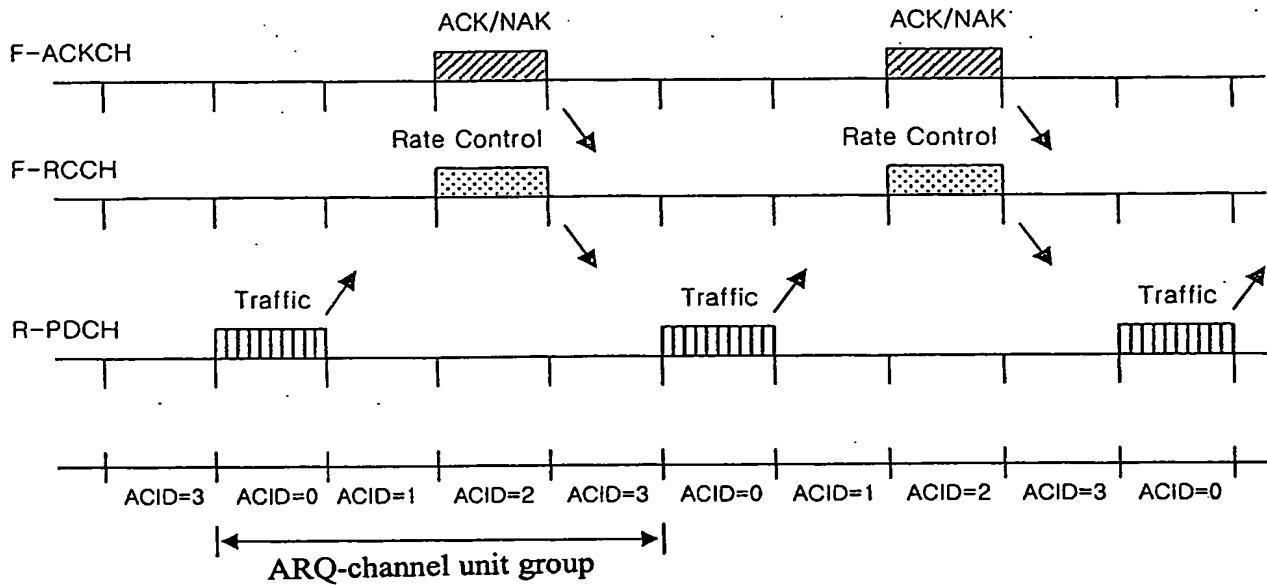 ACK/NAK ACK/NAK
F-ACKCH
Rate Control Rate Control
F-RCCH
Traffic Traffic Traffic
R-PDCH
ACID=3 ACID=0 ACID=1 ACID=2 ACID=3 ACID=0 ACID=1 ACID=2 ACID=3 ACID=0
ARQ-channel unit group